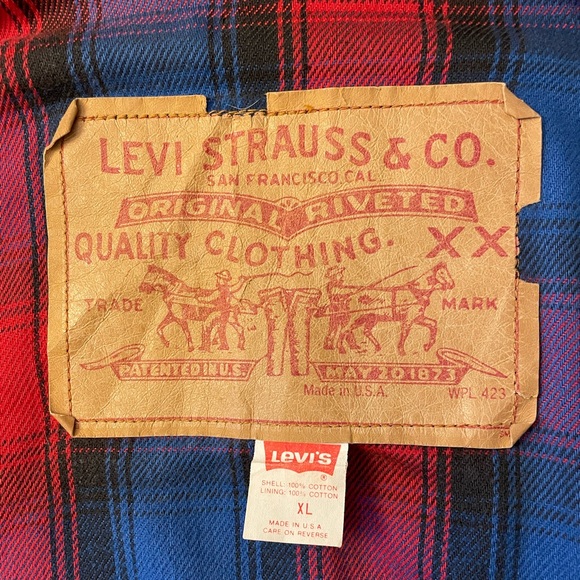 LEVI STRAUSS & CO.
SAN FRANCISCO, CAL.
ORIGINAL RIVETED
QUALITY CLOTHING. XX
TRADE MARK
PATENTED IN U.S. MAY 20 1873
Made in U.S.A. WPL 423
LEVI'S
®
SHELL: 100% COTTON
LINING: 100% COTTON
XL
MADE IN U.S.A
CARE ON REVERSE